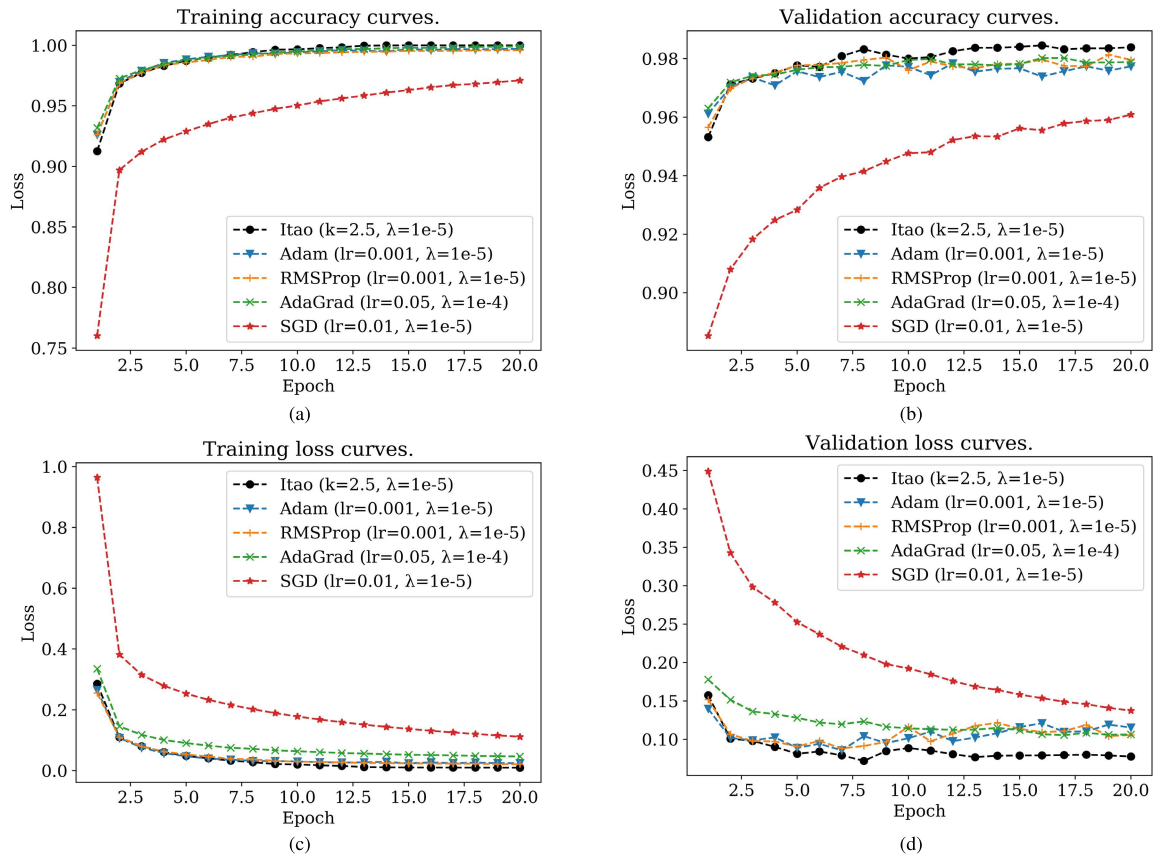 Training accuracy curves.
1.00
0.95
0.90
0.85
0.80
0.75
Loss
Itao (k=2.5, λ=1e-5)
Adam (lr=0.001, λ=1e-5)
RMSProp (lr=0.001, λ=1e-5)
AdaGrad (lr=0.05, λ=1e-4)
SGD (lr=0.01, λ=1e-5)
2.5 5.0 7.5 10.0 12.5 15.0 17.5 20.0
Epoch
(a)
Validation accuracy curves.
0.98
0.96
0.94
0.92
0.90
Loss
Itao (k=2.5, λ=1e-5)
Adam (lr=0.001, λ=1e-5)
RMSProp (lr=0.001, λ=1e-5)
AdaGrad (lr=0.05, λ=1e-4)
SGD (lr=0.01, λ=1e-5)
2.5 5.0 7.5 10.0 12.5 15.0 17.5 20.0
Epoch
(b)
Training loss curves.
1.0
0.8
0.6
0.4
0.2
0.0
Loss
Itao (k=2.5, λ=1e-5)
Adam (lr=0.001, λ=1e-5)
RMSProp (lr=0.001, λ=1e-5)
AdaGrad (lr=0.05, λ=1e-4)
SGD (lr=0.01, λ=1e-5)
2.5 5.0 7.5 10.0 12.5 15.0 17.5 20.0
Epoch
(c)
Validation loss curves.
0.45
0.40
0.35
0.30
0.25
0.20
0.15
0.10
Loss
Itao (k=2.5, λ=1e-5)
Adam (lr=0.001, λ=1e-5)
RMSProp (lr=0.001, λ=1e-5)
AdaGrad (lr=0.05, λ=1e-4)
SGD (lr=0.01, λ=1e-5)
2.5 5.0 7.5 10.0 12.5 15.0 17.5 20.0
Epoch
(d)